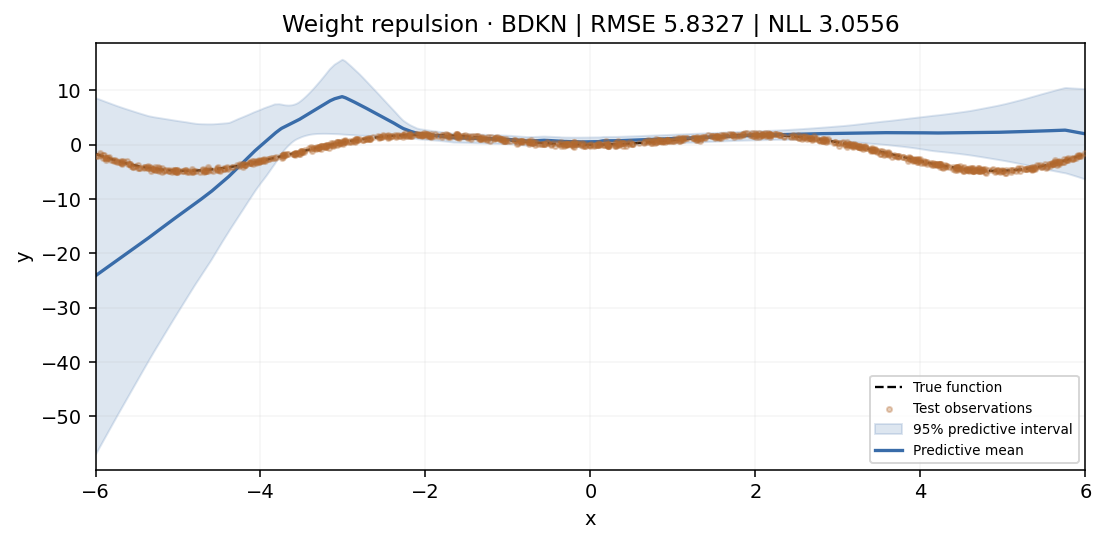 Weight repulsion · BDKN | RMSE 5.8327 | NLL 3.0556
y
10
0
−10
−20
−30
−40
−50
True function
Test observations
95% predictive interval
Predictive mean
−6
−4
−2
0
2
4
6
x